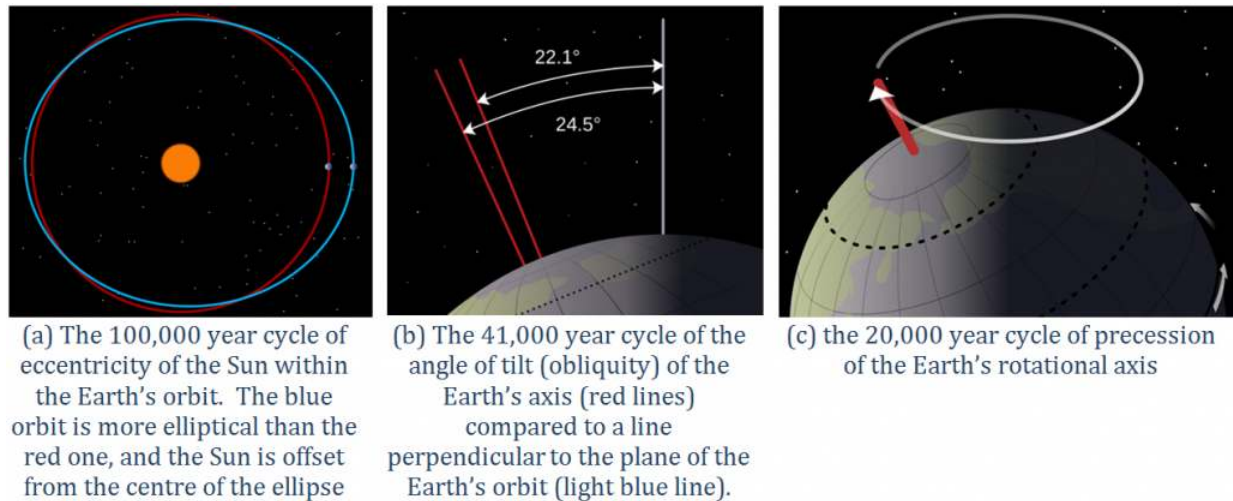 22.1°
24.5°
(a) The 100,000 year cycle of
eccentricity of the Sun within
the Earth’s orbit.  The blue
orbit is more elliptical than the
red one, and the Sun is offset
from the centre of the ellipse
(b) The 41,000 year cycle of the
angle of tilt (obliquity) of the
Earth’s axis (red lines)
compared to a line
perpendicular to the plane of the
Earth’s orbit (light blue line).
(c) the 20,000 year cycle of precession
of the Earth’s rotational axis